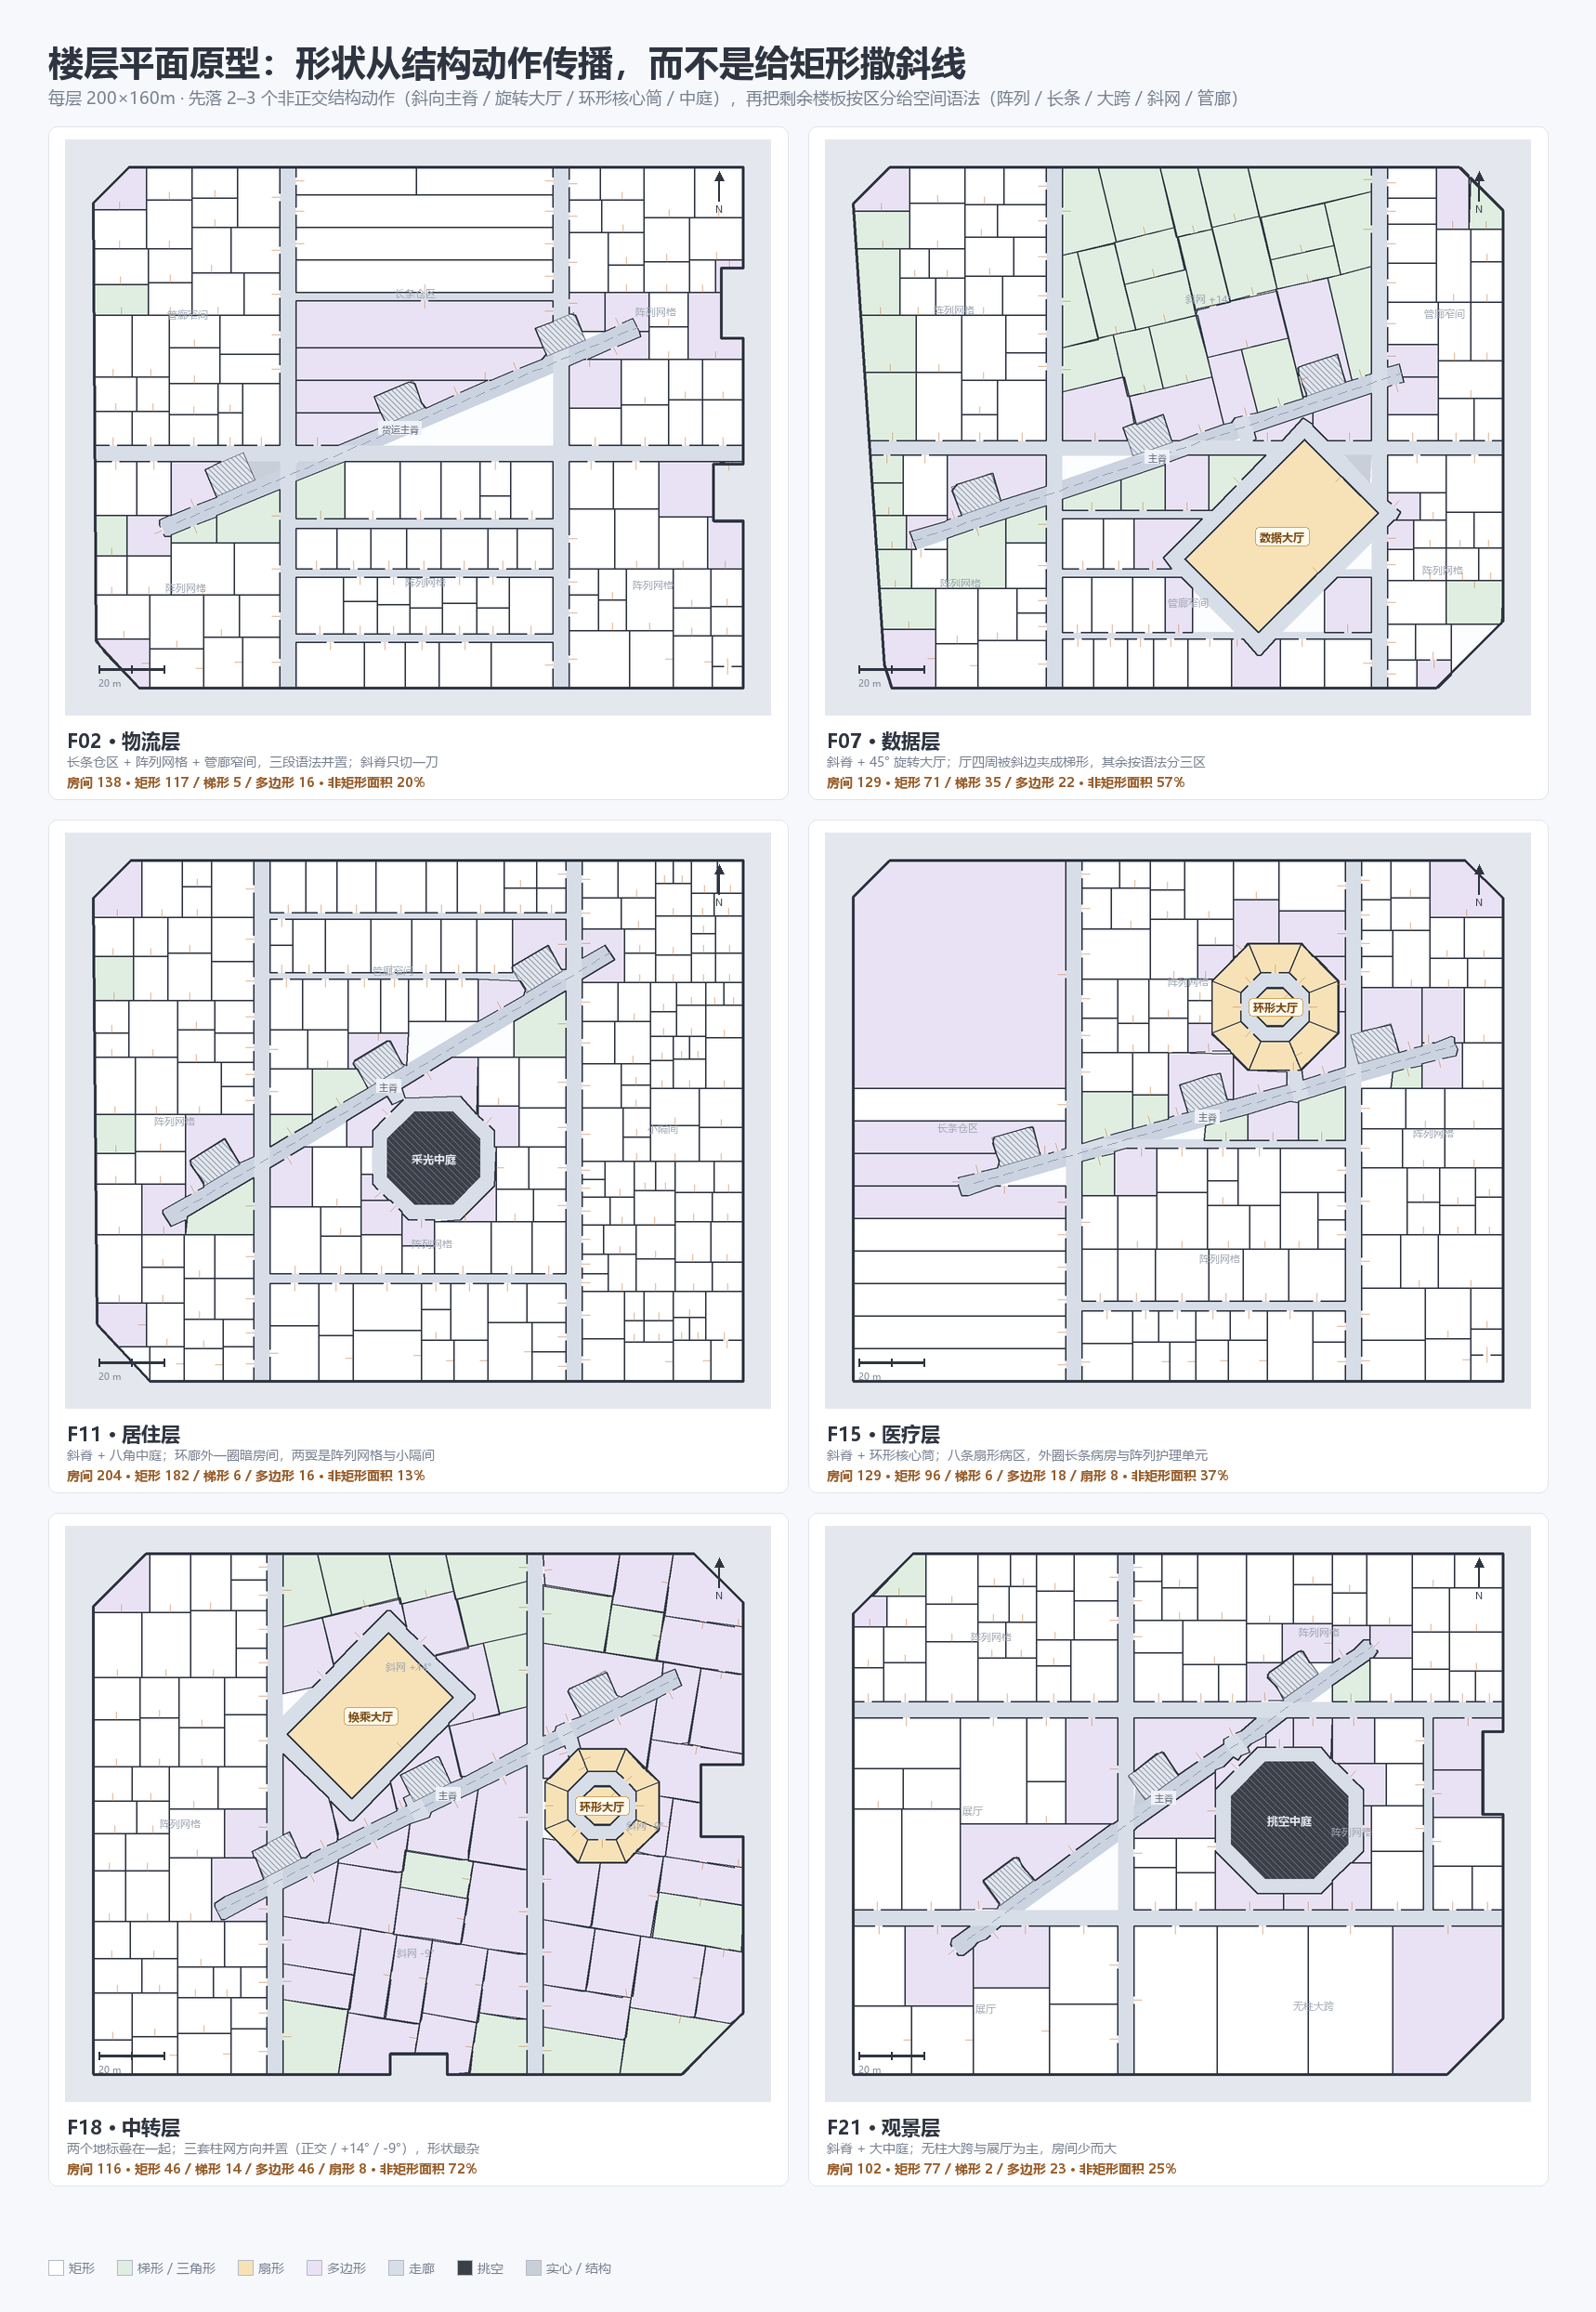 楼层平面原型：形状从结构动作传播，而不是给矩形撒斜线
每层 200×160m · 先落 2–3 个非正交结构动作（斜向主脊 / 旋转大厅 / 环形核心筒 / 中庭），再把剩余楼板按区分给空间语法（阵列 / 长条 / 大跨 / 斜网 / 管廊）
N
长条仓区
管廊窄间
阵列网格
货运主脊
阵列网格
阵列网格
阵列网格
20 m
F02 • 物流层
长条仓区 + 阵列网格 + 管廊窄间，三段语法并置；斜脊只切一刀
房间 138 • 矩形 117 / 梯形 5 / 多边形 16 • 非矩形面积 20%
N
斜网 +14°
阵列网格
管廊窄间
主脊
数据大厅
阵列网格
阵列网格
管廊窄间
20 m
F07 • 数据层
斜脊 + 45° 旋转大厅；厅四周被斜边夹成梯形，其余按语法分三区
房间 129 • 矩形 71 / 梯形 35 / 多边形 22 • 非矩形面积 57%
N
管廊窄间
主脊
阵列网格
小隔间
采光中庭
阵列网格
20 m
F11 • 居住层
斜脊 + 八角中庭；环廊外一圈暗房间，两翼是阵列网格与小隔间
房间 204 • 矩形 182 / 梯形 6 / 多边形 16 • 非矩形面积 13%
N
阵列网格
环形大厅
主脊
长条仓区
阵列网格
阵列网格
20 m
F15 • 医疗层
斜脊 + 环形核心筒；八条扇形病区，外圈长条病房与阵列护理单元
房间 129 • 矩形 96 / 梯形 6 / 多边形 18 / 扇形 8 • 非矩形面积 37%
N
斜网 +14°
换乘大厅
主脊
环形大厅
阵列网格
斜网 -9°
斜网 -9°
20 m
F18 • 中转层
两个地标叠在一起；三套柱网方向并置（正交 / +14° / -9°），形状最杂
房间 116 • 矩形 46 / 梯形 14 / 多边形 46 / 扇形 8 • 非矩形面积 72%
N
阵列网格
阵列网格
主脊
展厅
挑空中庭
阵列网格
展厅
无柱大跨
20 m
F21 • 观景层
斜脊 + 大中庭；无柱大跨与展厅为主，房间少而大
房间 102 • 矩形 77 / 梯形 2 / 多边形 23 • 非矩形面积 25%
矩形
梯形 / 三角形
扇形
多边形
走廊
挑空
实心 / 结构